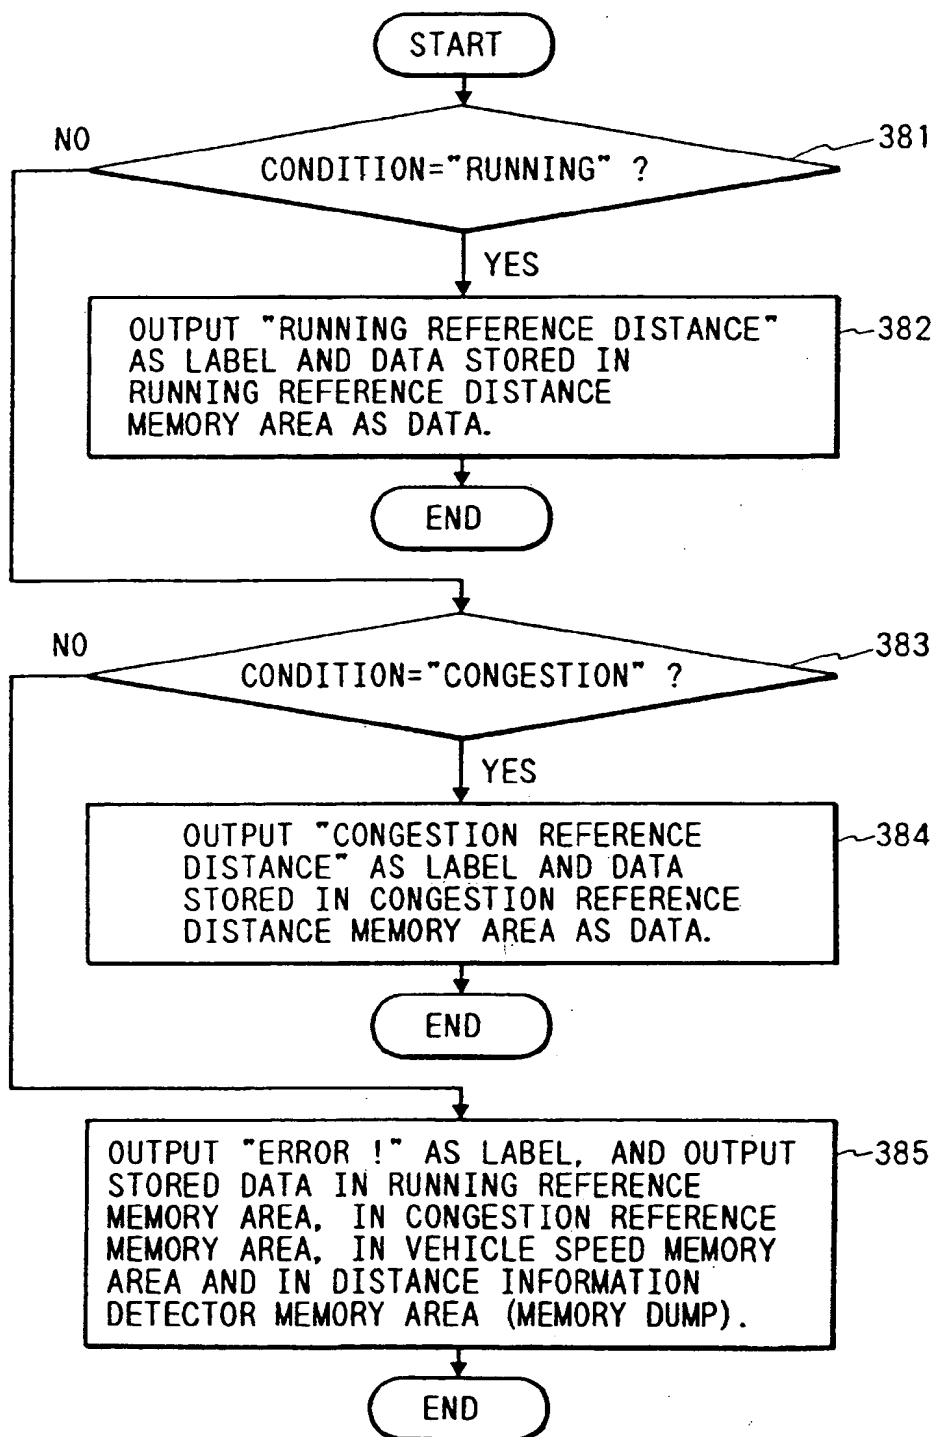 START
NO
381
CONDITION="RUNNING" ?
YES
OUTPUT "RUNNING REFERENCE DISTANCE"
AS LABEL AND DATA STORED IN
RUNNING REFERENCE DISTANCE
MEMORY AREA AS DATA.
382
END
NO
383
CONDITION="CONGESTION" ?
YES
OUTPUT "CONGESTION REFERENCE
DISTANCE" AS LABEL AND DATA
STORED IN CONGESTION REFERENCE
DISTANCE MEMORY AREA AS DATA.
384
END
OUTPUT "ERROR !" AS LABEL, AND OUTPUT
STORED DATA IN RUNNING REFERENCE
MEMORY AREA, IN CONGESTION REFERENCE
MEMORY AREA, IN VEHICLE SPEED MEMORY
AREA AND IN DISTANCE INFORMATION
DETECTOR MEMORY AREA (MEMORY DUMP).
385
END